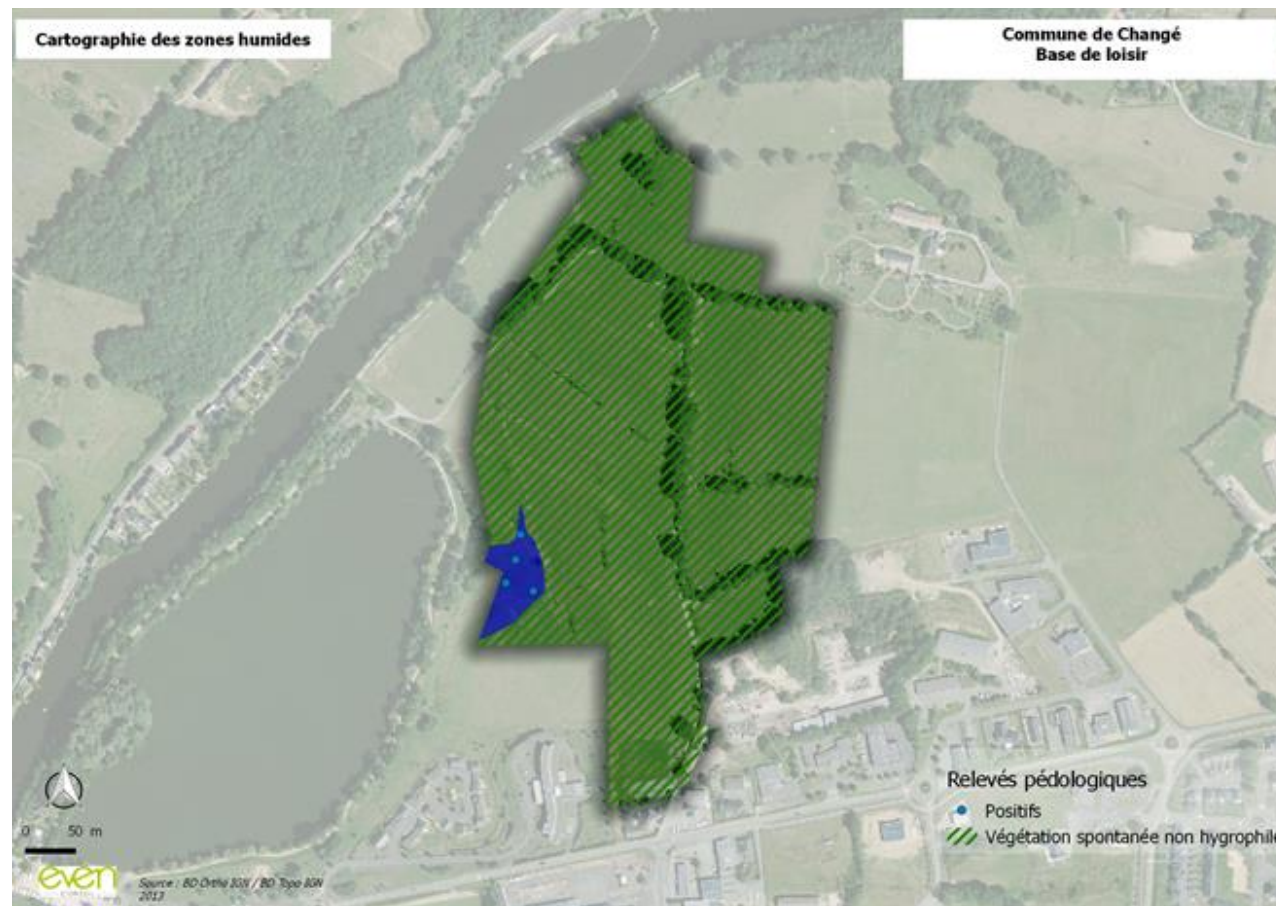 Cartographie des zones humides
Commune de Changé
Base de loisir
Relevés pédologiques
Positifs
Végétation spontanée non hygrophile
0 50 m
even
Source : BD Ortho IGN / BD Topo IGN
2013